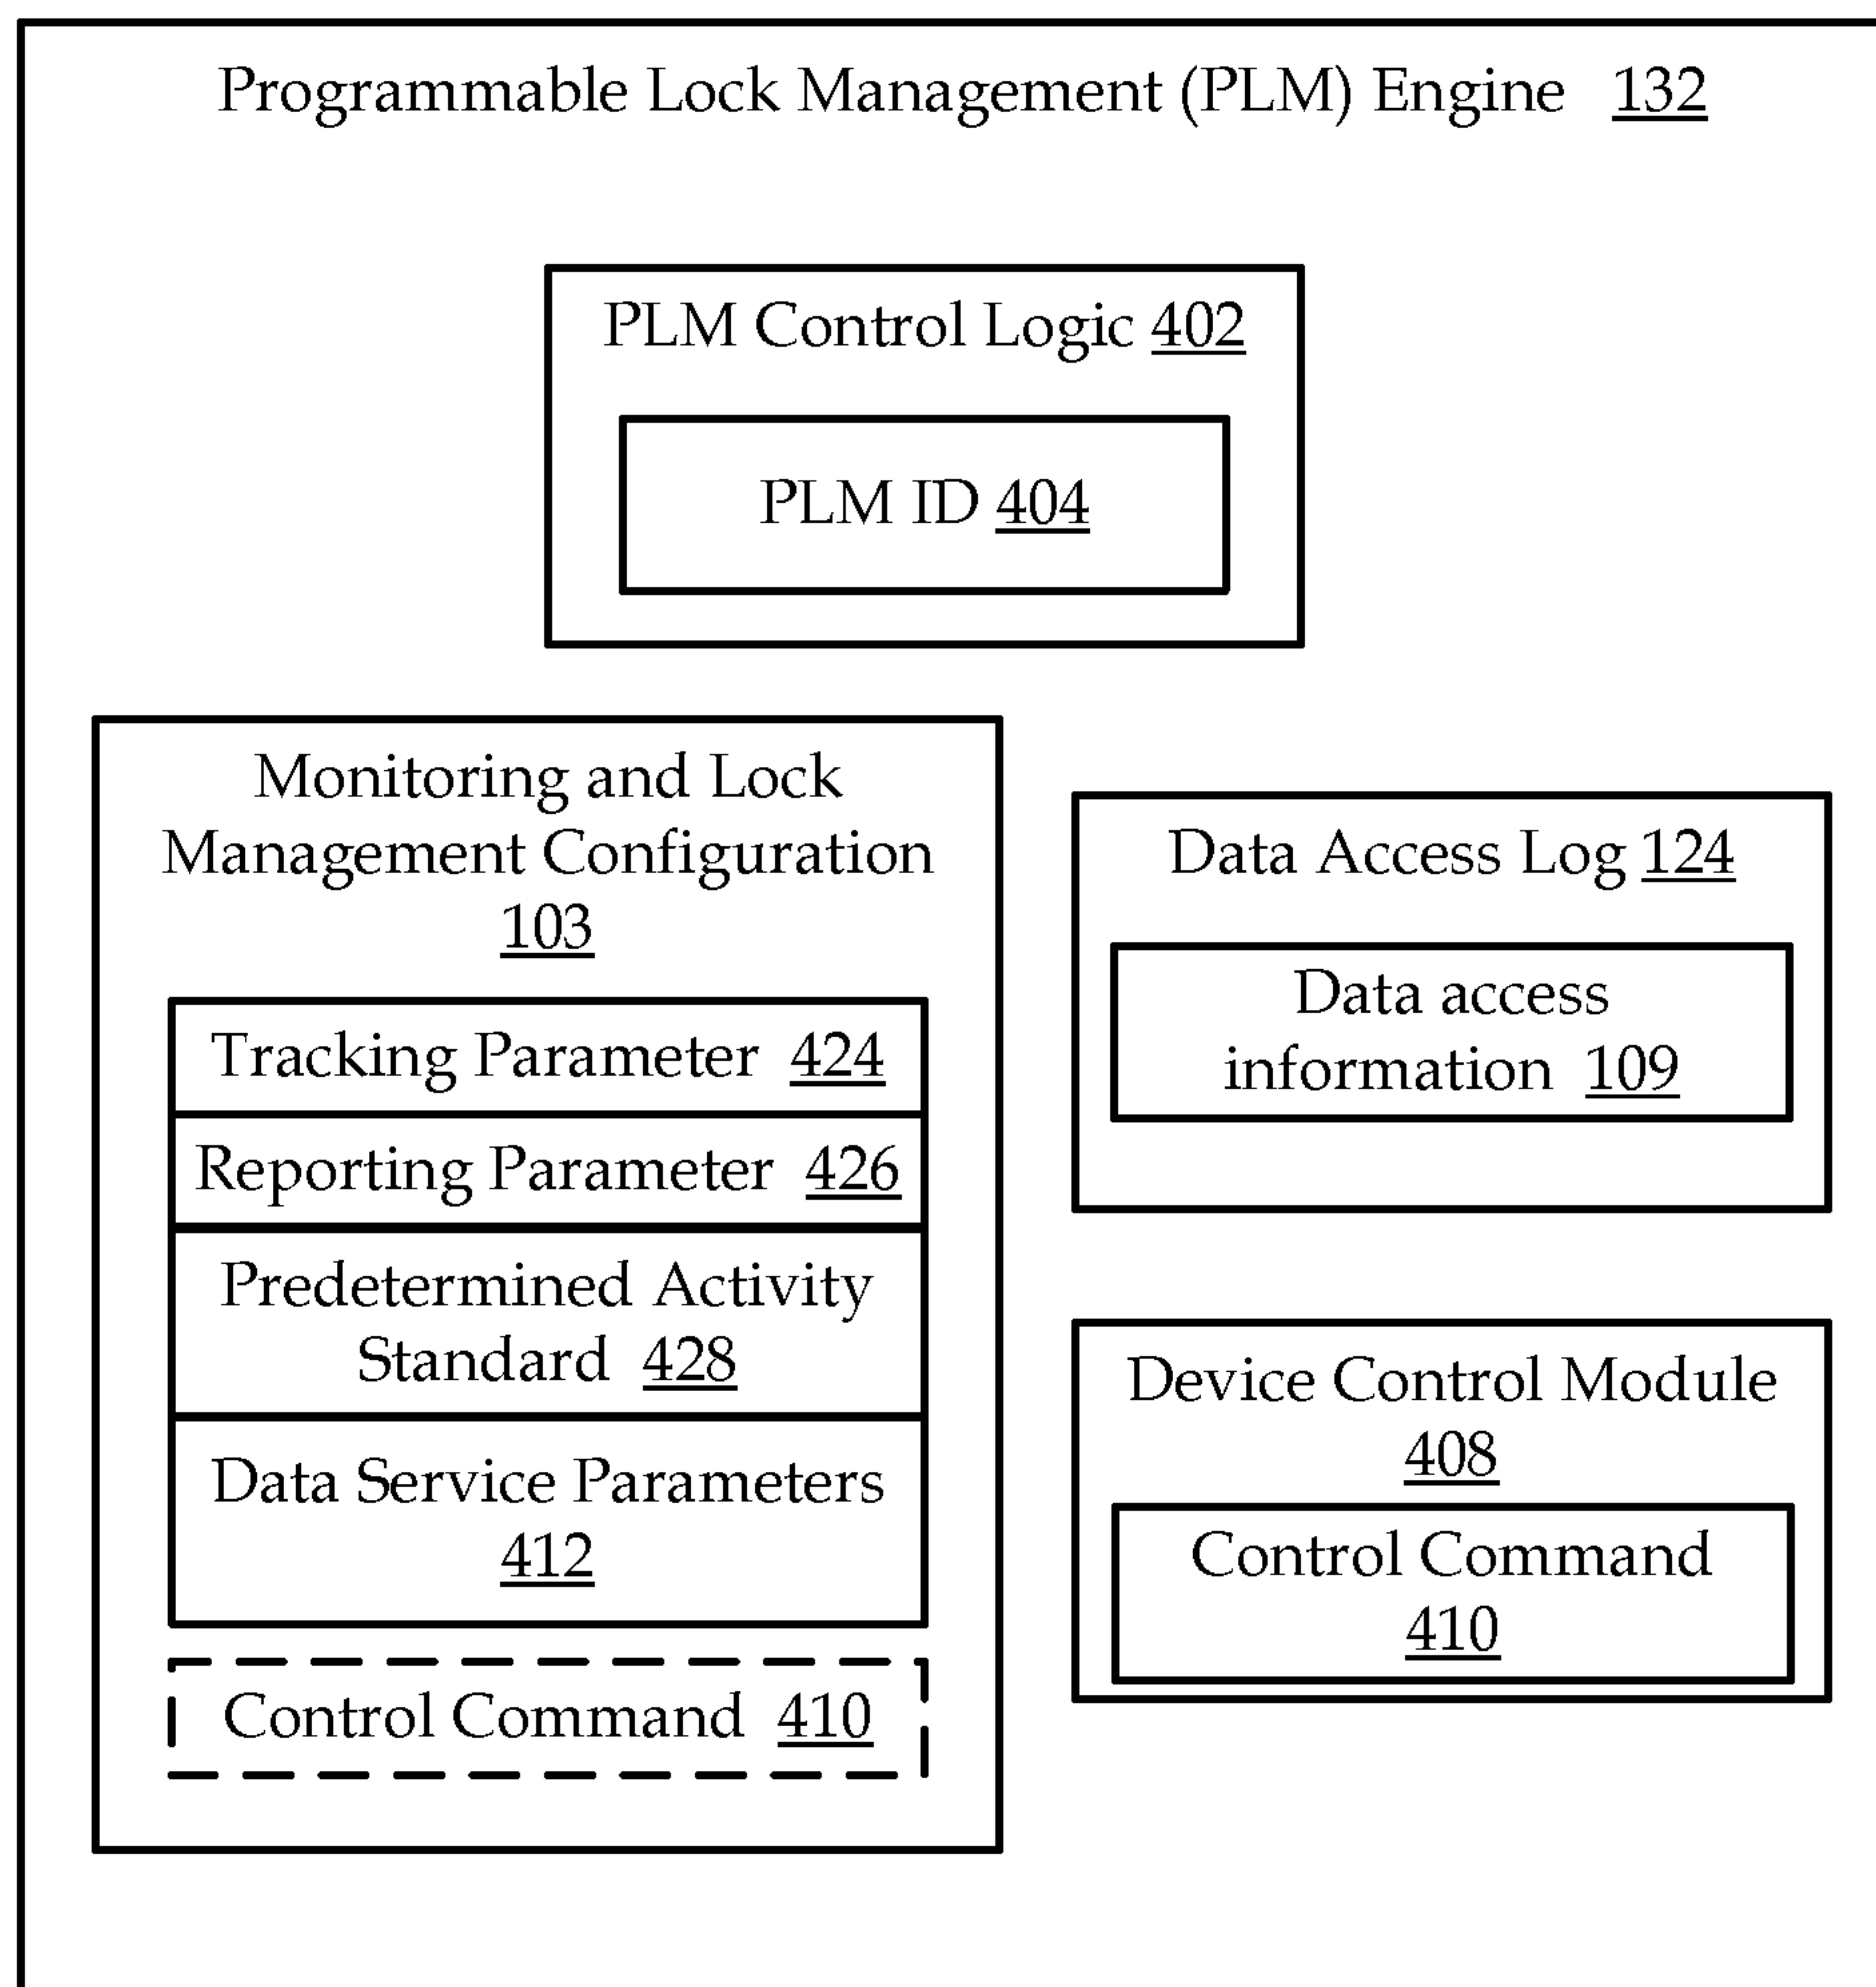 Programmable Lock Management (PLM) Engine 132
PLM Control Logic 402
PLM ID 404
Monitoring and Lock
Management Configuration
103
Tracking Parameter 424
Reporting Parameter 426
Predetermined Activity
Standard 428
Data Service Parameters
412
Control Command 410
Data Access Log 124
Data access
information 109
Device Control Module
408
Control Command
410